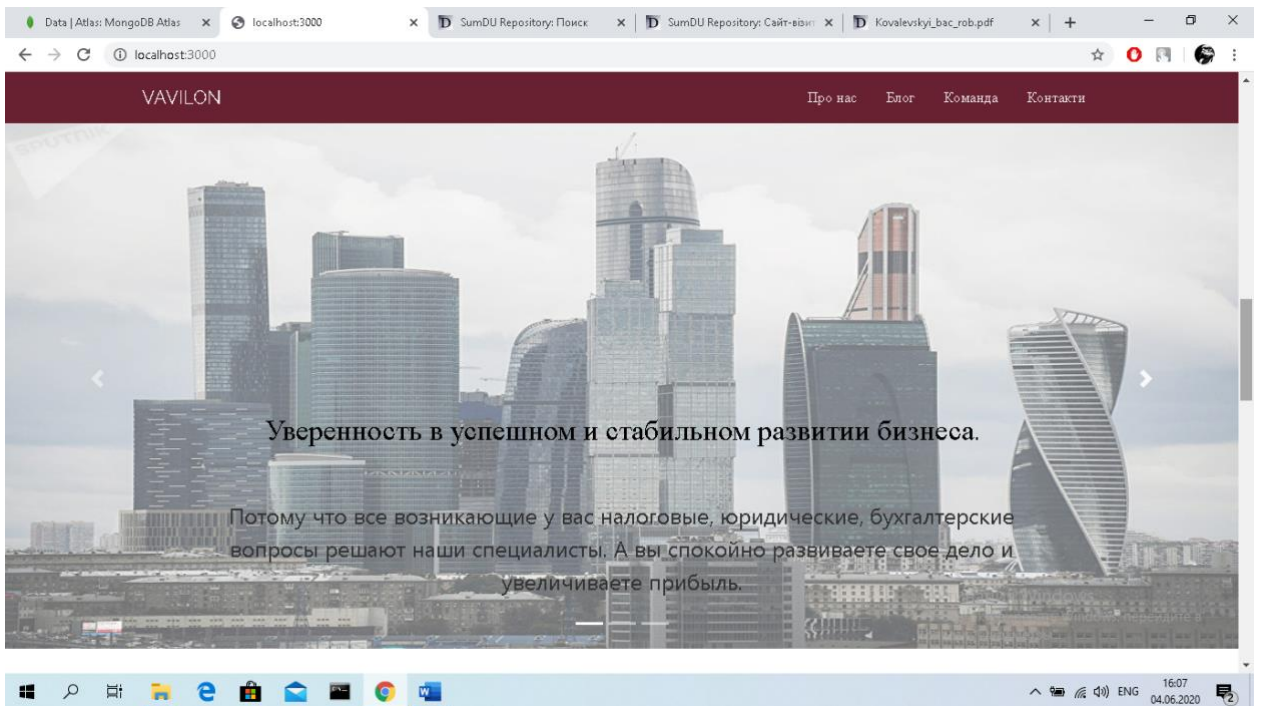 Data | Atlas: MongoDB Atlas
localhost:3000
SumDU Repository: Поиск
SumDU Repository: Сайт-візит
Kovalevskyi_bac_rob.pdf
localhost:3000
VAVILON
Про нас
Блог
Команда
Контакти
SPUTNIK
Уверенность в успешном и стабильном развитии бизнеса.
Потому что все возникающие у вас налоговые, юридические, бухгалтерские
вопросы решают наши специалисты. А вы спокойно развиваете свое дело и
увеличиваете прибыль.
ENG
16:07
04.06.2020
2